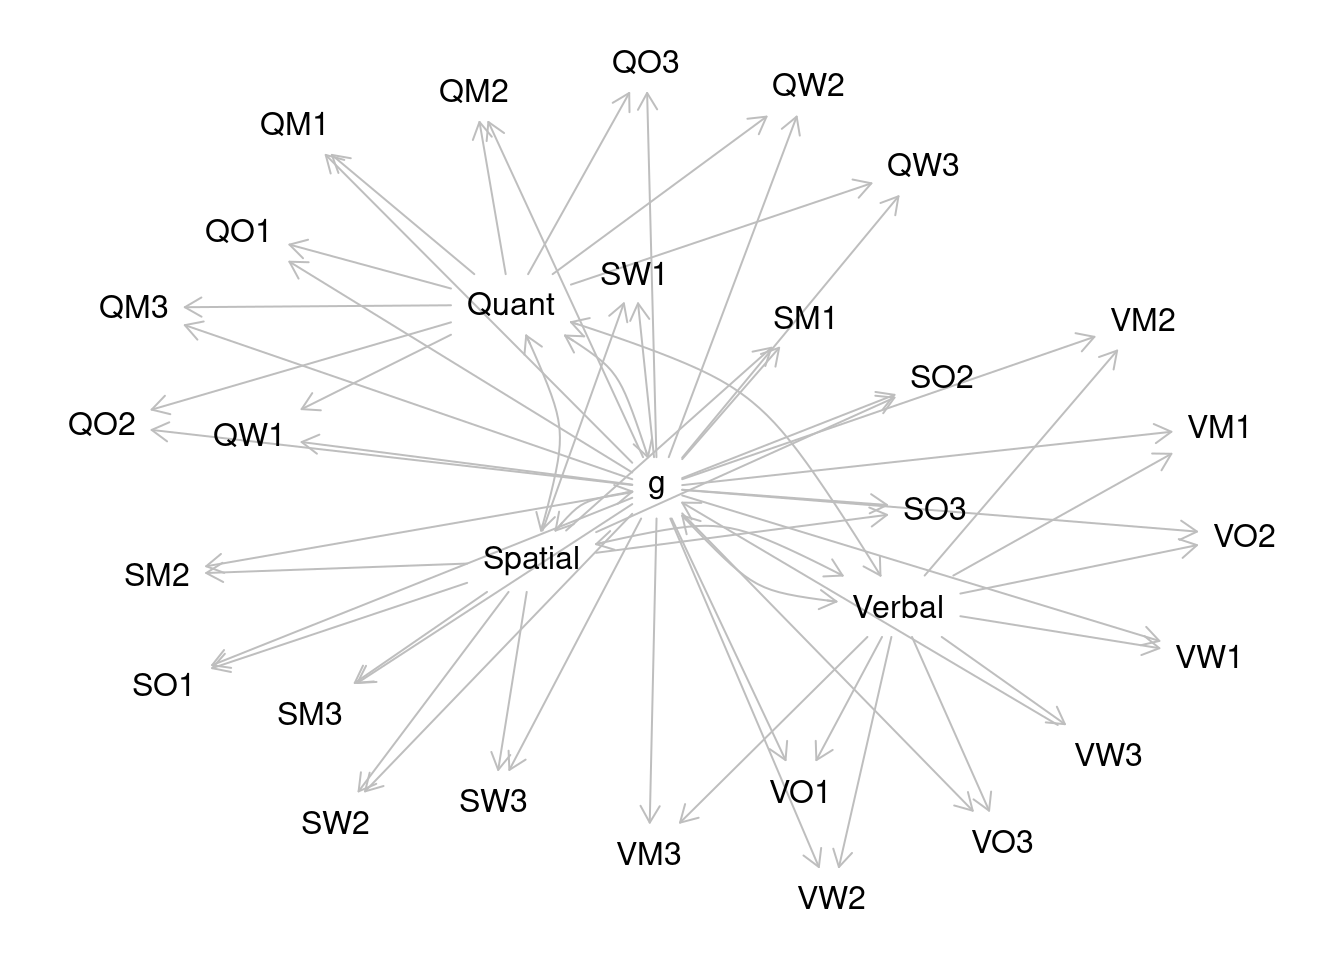 QO3
QM2
QW2
QM1
QW3
QO1
SW1
Quant
QM3
SM1
VM2
SO2
QO2
QW1
VM1
g
SO3
VO2
Spatial
SM2
Verbal
VW1
SO1
SM3
VW3
VO1
SW3
SW2
VO3
VM3
VW2